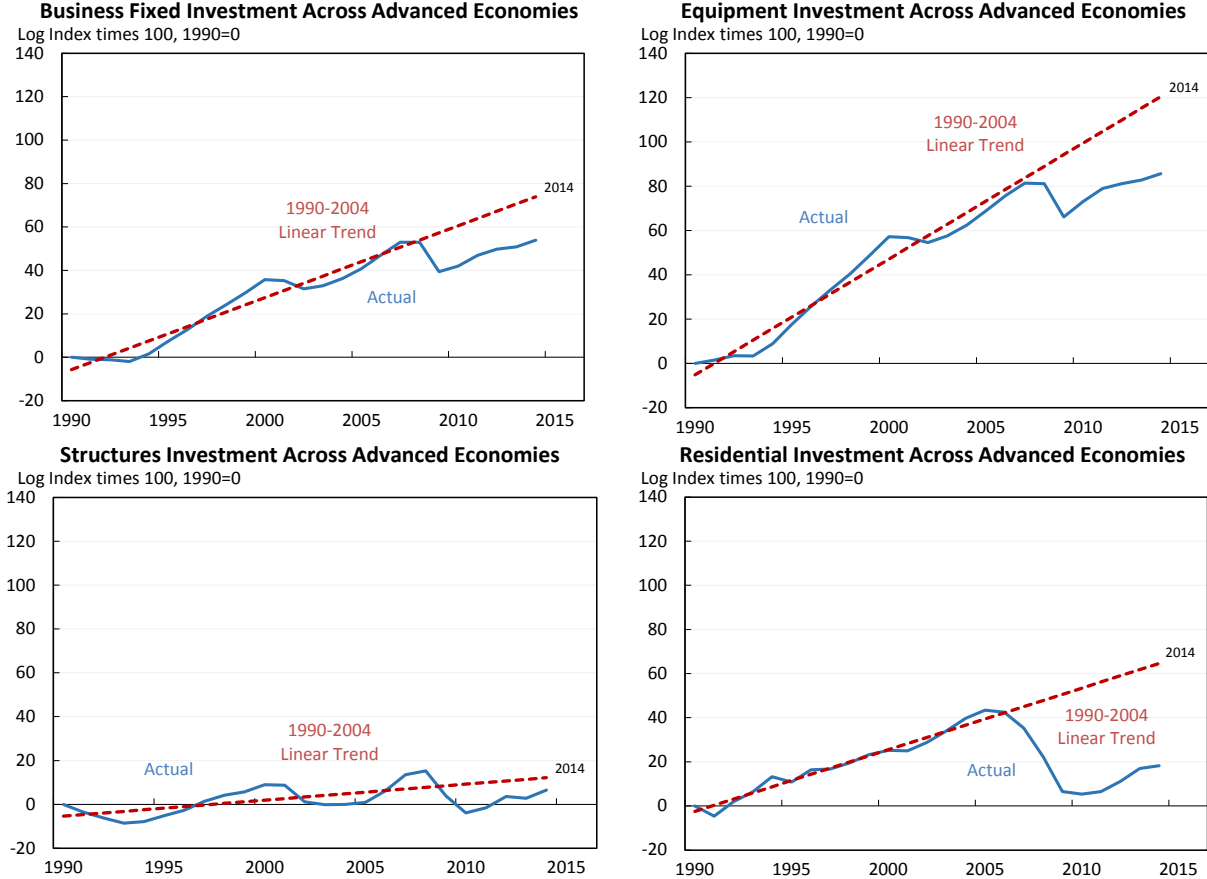 Business Fixed Investment Across Advanced Economies
Log Index times 100, 1990=0
140
120
100
80
60
40
20
0
-20
1990 1995 2000 2005 2010 2015
1990-2004
Linear Trend
Actual
2014
Equipment Investment Across Advanced Economies
Log Index times 100, 1990=0
140
120
100
80
60
40
20
0
-20
1990 1995 2000 2005 2010 2015
1990-2004
Linear Trend
Actual
2014
Structures Investment Across Advanced Economies
Log Index times 100, 1990=0
140
120
100
80
60
40
20
0
-20
1990 1995 2000 2005 2010 2015
1990-2004
Linear Trend
Actual
2014
Residential Investment Across Advanced Economies
Log Index times 100, 1990=0
140
120
100
80
60
40
20
0
-20
1990 1995 2000 2005 2010 2015
2014
1990-2004
Linear Trend
Actual